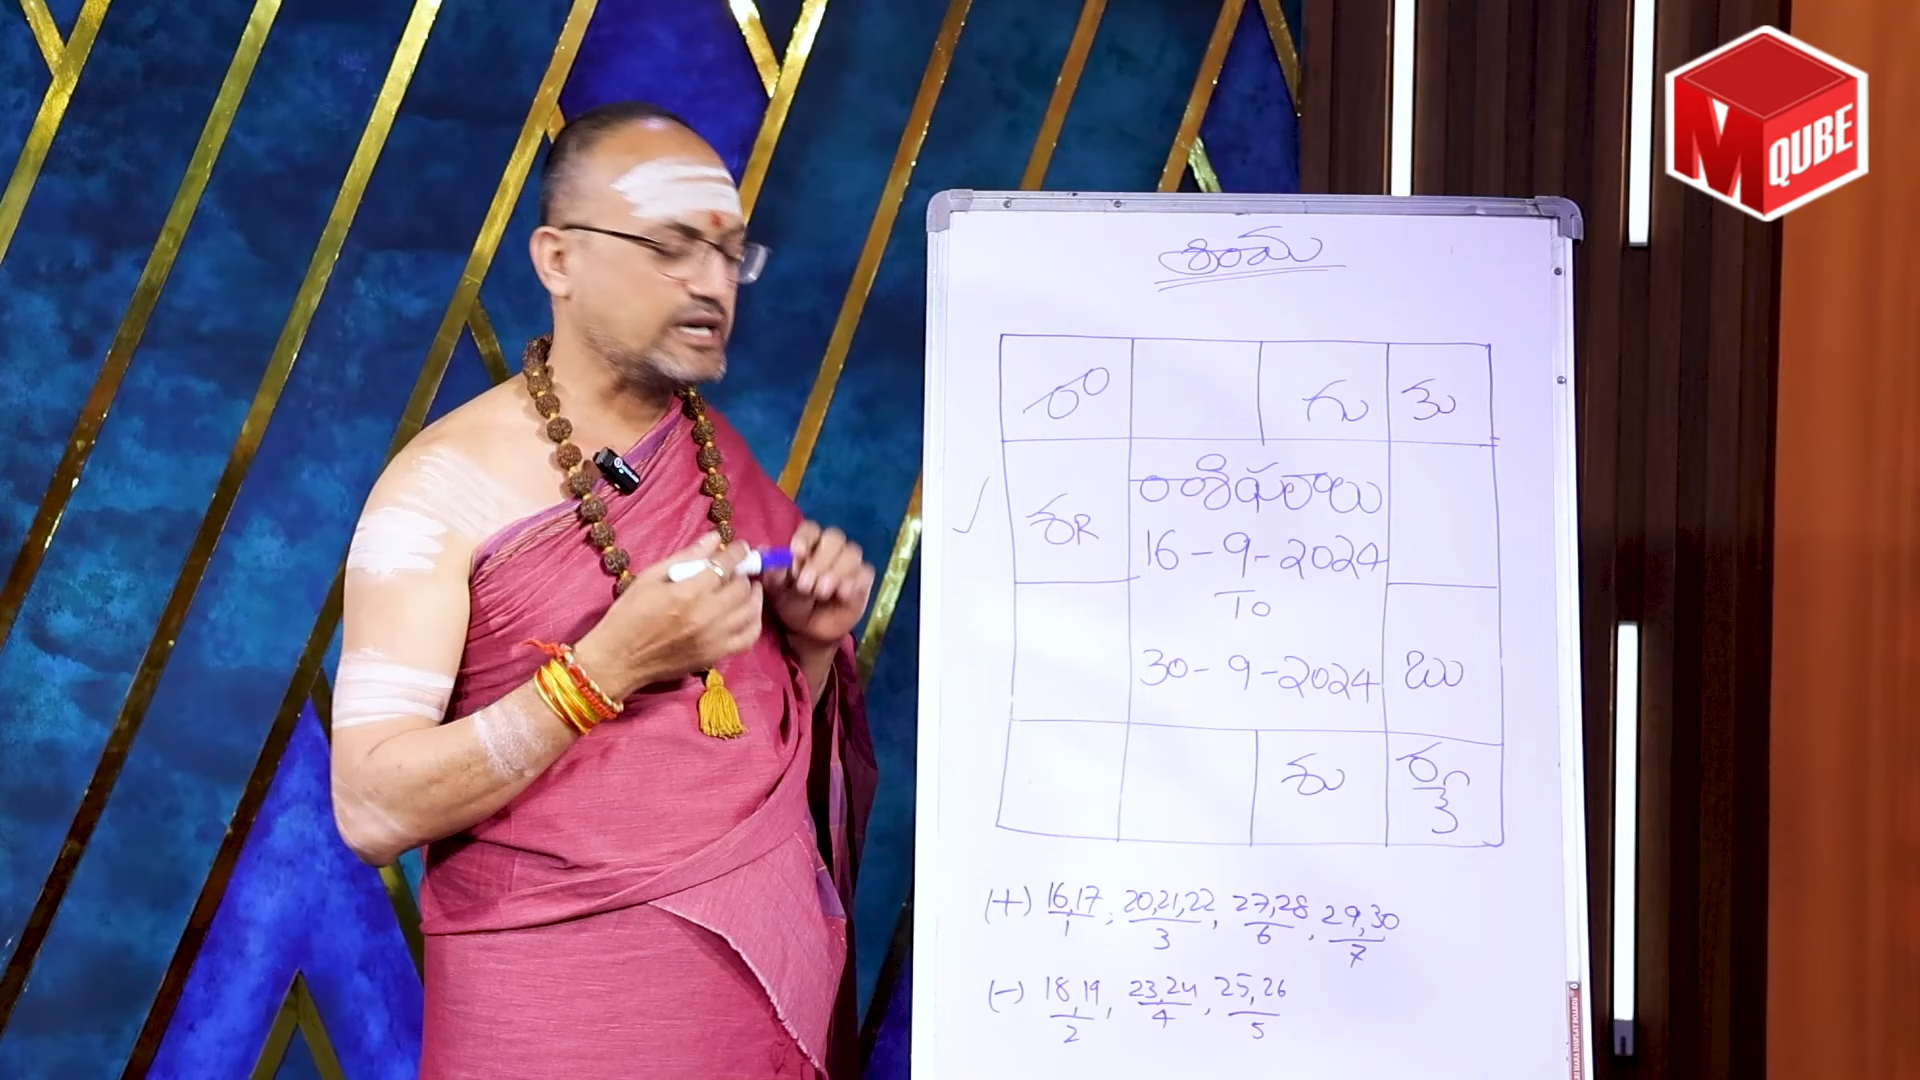 M QUBE
శ్రీరామ
రా
గు
కు
రాశిఫలాలు
శR
16-9-2024
To
30-9-2024
బు
శు
ర
కే
(+) 16,17/1, 20,21,22/3, 27,28/6, 29,30/7
(-) 18,19/2, 23,24/4, 25,26/5